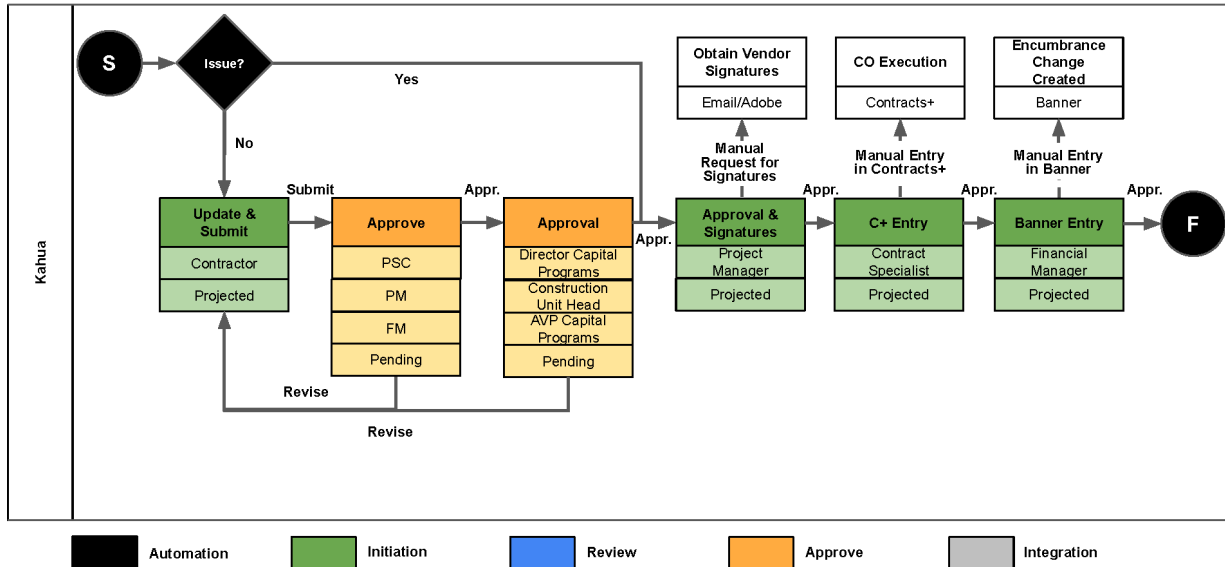 Kahua
S
Issue?
Yes
No
Obtain Vendor
Signatures
Email/Adobe
CO Execution
Contracts+
Encumbrance
Change
Created
Banner
Manual
Request for
Signatures
Manual Entry
in Contracts+
Manual Entry
in Banner
Submit
Appr.
Appr.
Appr.
Appr.
Appr.
Update &
Submit
Contractor
Projected
Approve
PSC
PM
FM
Pending
Approval
Director Capital
Programs
Construction
Unit Head
AVP Capital
Programs
Pending
Approval &
Signatures
Project
Manager
Projected
C+ Entry
Contract
Specialist
Projected
Banner Entry
Financial
Manager
Projected
F
Revise
Revise
Automation
Initiation
Review
Approve
Integration